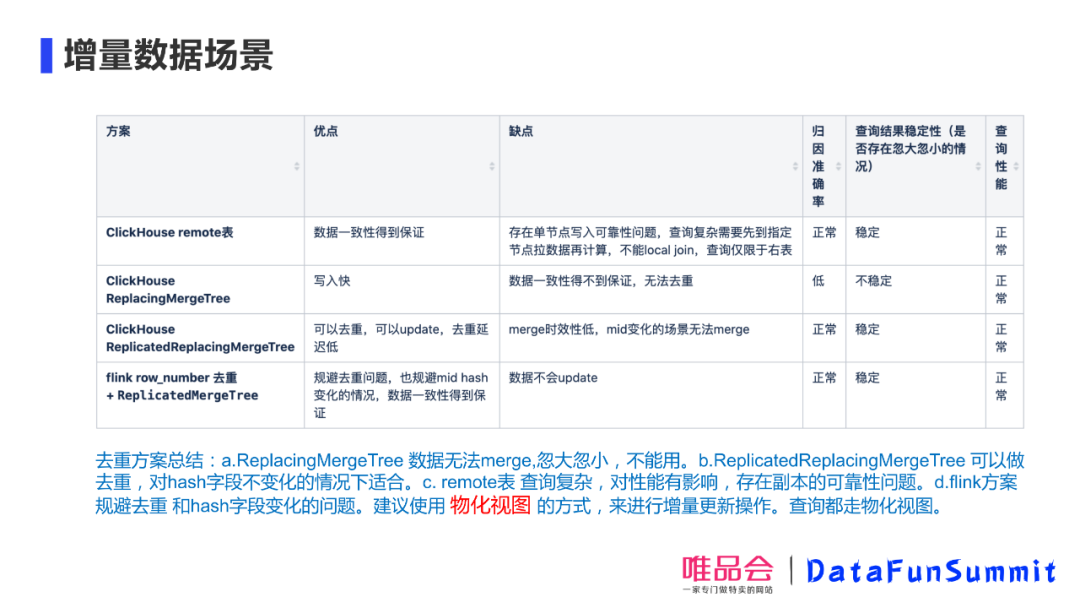 增量数据场景
方案
优点
缺点
归因准确率
查询结果稳定性（是否存在忽大忽小的情况）
查询性能
ClickHouse remote表
数据一致性得到保证
存在单节点写入可靠性问题，查询复杂需要先到指定
节点拉数据再计算，不能local join，查询仅限于右表
正常
稳定
正常
ClickHouse
ReplacingMergeTree
写入快
数据一致性得不到保证，无法去重
低
不稳定
正常
ClickHouse
ReplicatedReplacingMergeTree
可以去重，可以update，去重延
迟低
merge时效性低，mid变化的场景无法merge
正常
稳定
正常
flink row_number 去重
+ ReplicatedMergeTree
规避去重问题，也规避mid hash
变化的情况，数据一致性得到保
证
数据不会update
正常
稳定
正常
去重方案总结：a.ReplacingMergeTree 数据无法merge,忽大忽小，不能用。b.ReplicatedReplacingMergeTree 可以做
去重，对hash字段不变化的情况下适合。c. remote表 查询复杂，对性能有影响，存在副本的可靠性问题。d.flink方案
规避去重 和hash字段变化的问题。建议使用 物化视图 的方式，来进行增量更新操作。查询都走物化视图。
唯品会
一家专门做特卖的网站
DataFunSummit